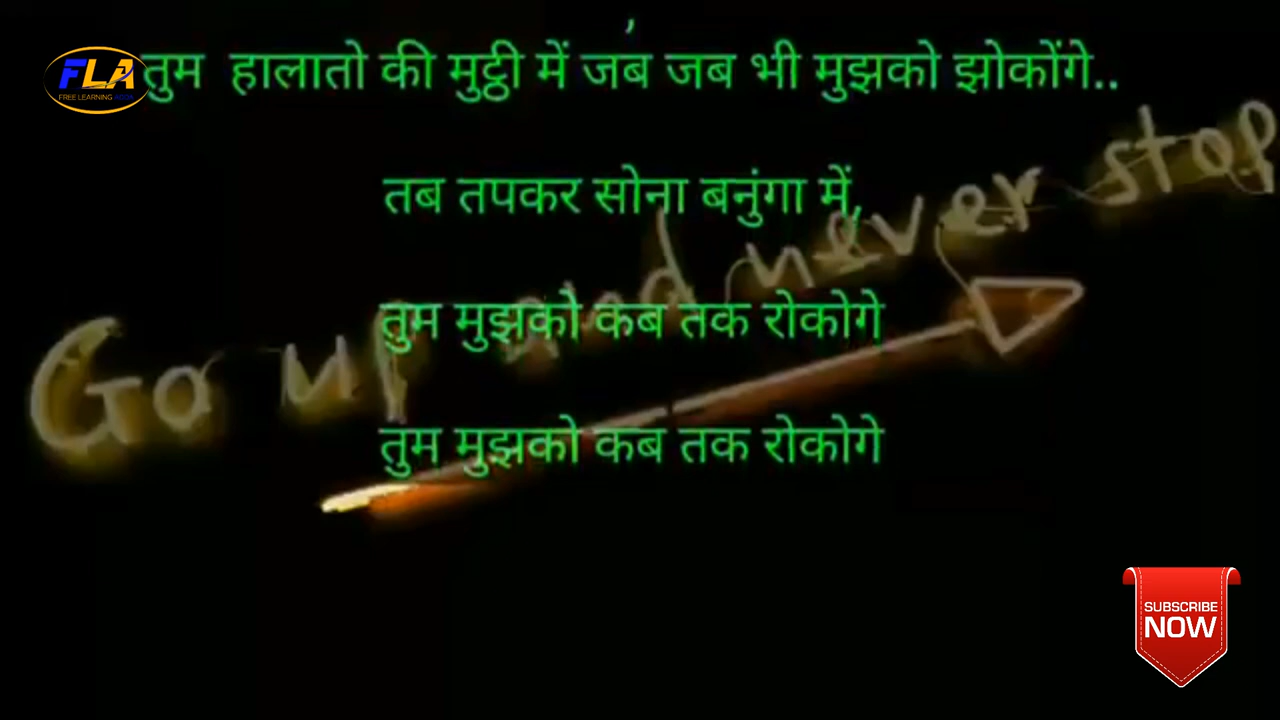 ,
तुम हालातो की मुट्ठी में जब जब भी मुझको झोकोंगे..
तब तपकर सोना बनुंगा में,
तुम मुझको कब तक रोकोगे
तुम मुझको कब तक रोकोगे
Go up and never stop
FLA
FREE LEARNING
SUBSCRIBE
NOW